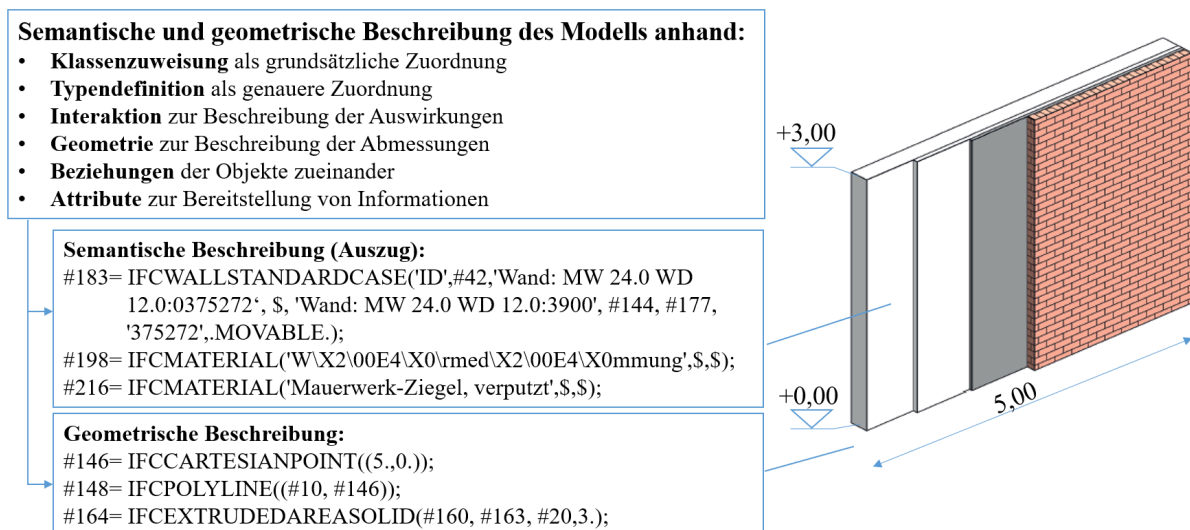 Semantische und geometrische Beschreibung des Modells anhand:
• Klassenzuweisung als grundsätzliche Zuordnung
• Typendefinition als genauere Zuordnung
• Interaktion zur Beschreibung der Auswirkungen
• Geometrie zur Beschreibung der Abmessungen
• Beziehungen der Objekte zueinander
• Attribute zur Bereitstellung von Informationen
Semantische Beschreibung (Auszug):
#183= IFCWALLSTANDARDCASE('ID',#42,'Wand: MW 24.0 WD
12.0:0375272‘, $, 'Wand: MW 24.0 WD 12.0:3900', #144, #177,
'375272',.MOVABLE.);
#198= IFCMATERIAL('W\X2\00E4\X0\rmed\X2\00E4\X0mmung',$,$);
#216= IFCMATERIAL('Mauerwerk-Ziegel, verputzt',$,$);
Geometrische Beschreibung:
#146= IFCCARTESIANPOINT((5.,0.));
#148= IFCPOLYLINE((#10, #146));
#164= IFCEXTRUDEDAREASOLID(#160, #163, #20,3.);
+3,00
+0,00
5,00